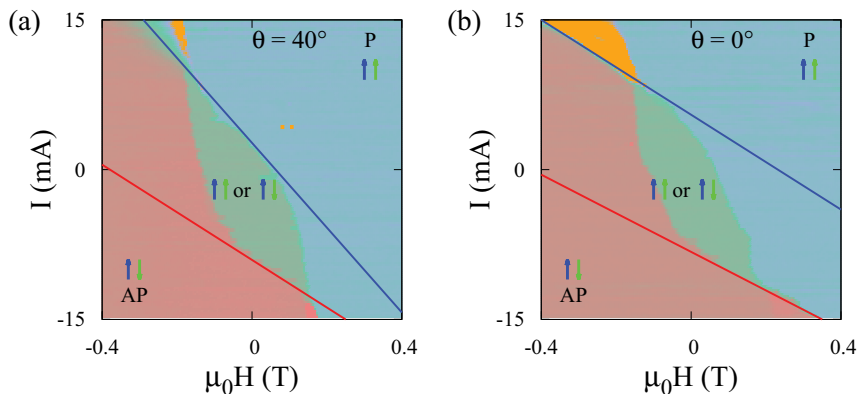 (a)
15
0
-15
I (mA)
θ = 40°
P
or
AP
-0.4
0
0.4
μ₀H (T)
(b)
15
0
-15
I (mA)
θ = 0°
P
or
AP
-0.4
0
0.4
μ₀H (T)